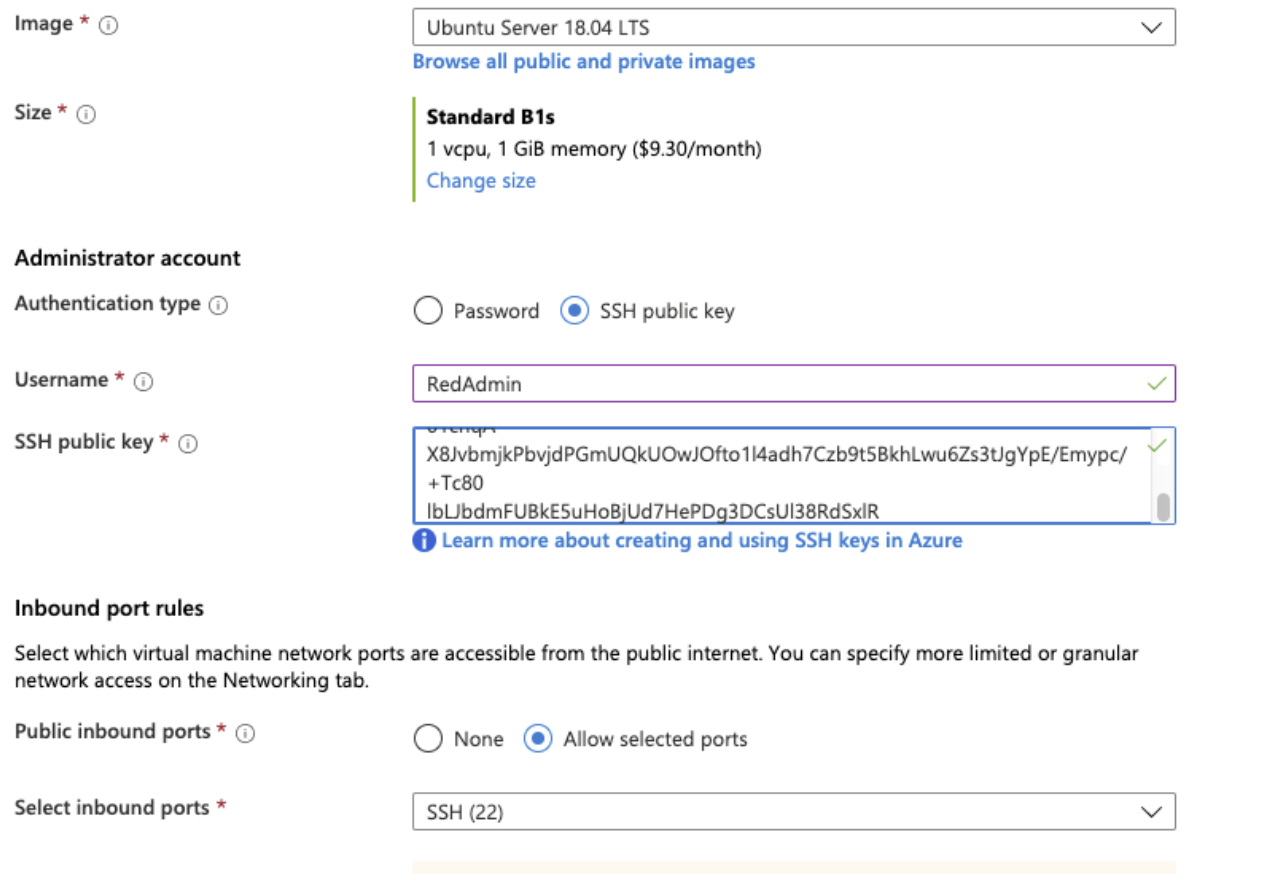 Image *
Ubuntu Server 18.04 LTS
Browse all public and private images
Size *
Standard B1s
1 vcpu, 1 GiB memory ($9.30/month)
Change size
Administrator account
Authentication type
Password
SSH public key
Username *
RedAdmin
SSH public key *
X8JvbmjkPbvjdPGmUQkUOwJOfto1l4adh7Czb9t5BkhLwu6Zs3tJgYpE/Emypc/
+Tc80
lbLJbdmFUBkE5uHoBjUd7HePDg3DCsUl38RdSxlR
Learn more about creating and using SSH keys in Azure
Inbound port rules
Select which virtual machine network ports are accessible from the public internet. You can specify more limited or granular
network access on the Networking tab.
Public inbound ports *
None
Allow selected ports
Select inbound ports *
SSH (22)